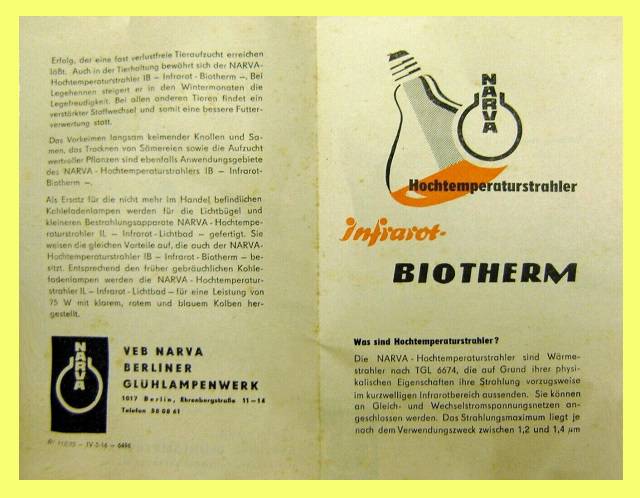 Erfolg, der eine fast verlustfreie Tieraufzucht erreichen
läßt. Auch in der Tierhaltung bewährt sich der NARVA-
Hochtemperaturstrahler IB – Infrarot - Biotherm –. Bei
Legehennen steigert er in den Wintermonaten die
Legefreudigkeit. Bei allen anderen Tieren findet ein
verstärkter Stoffwechsel und somit eine bessere Futter-
verwertung statt.
Das Vorkeimen langsam keimender Knollen und Sa-
men, das Trocknen von Sämereien sowie die Aufzucht
wertvoller Pflanzen sind ebenfalls Anwendungsgebiete
des NARVA - Hochtemperaturstrahlers IB – Infrarot-
Biotherm –.
Als Ersatz für die nicht mehr im Handel befindlichen
Kohlefadenlampen werden für die Lichtbügel und
kleineren Bestrahlungsapparate NARVA - Hochtempe-
raturstrahler IL – Infrarot - Lichtbad – gefertigt. Sie
weisen die gleichen Vorteile auf, die auch der NARVA-
Hochtemperaturstrahler IB – Infrarot - Biotherm – be-
sitzt. Entsprechend den früher gebräuchlichen Kohle-
fadenlampen werden die NARVA - Hochtemperatur-
strahler IL – Infrarot - Lichtbad – für eine Leistung von
75 W mit klarem, rotem und blauem Kolben her-
gestellt.
NARVA
VEB NARVA
BERLINER
GLÜHLAMPENWERK
1017 Berlin, Ehrenbergstraße 11 – 14
Telefon 58 08 61
IV-5-16 – 6496
NARVA
Hochtemperaturstrahler
infrarot-
BIOTHERM
Was sind Hochtemperaturstrahler?
Die NARVA - Hochtemperaturstrahler sind Wärme-
strahler nach TGL 6674, die auf Grund ihrer physi-
kalischen Eigenschaften ihre Strahlung vorzugsweise
im kurzwelligen Infrarotbereich aussenden. Sie können
an Gleich- und Wechselstromspannungsnetzen an-
geschlossen werden. Das Strahlungsmaximum liegt je
nach dem Verwendungszweck zwischen 1,2 und 1,4 µm